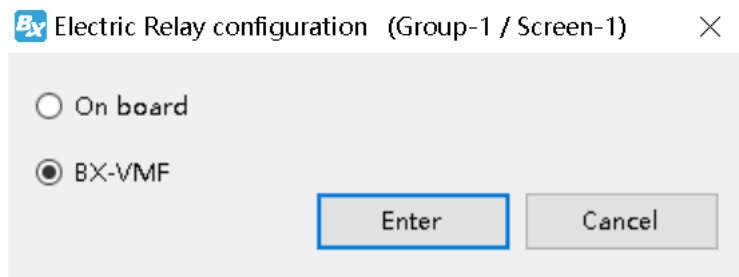 BX Electric Relay configuration (Group-1 / Screen-1)
On board
BX-VMF
Enter Cancel